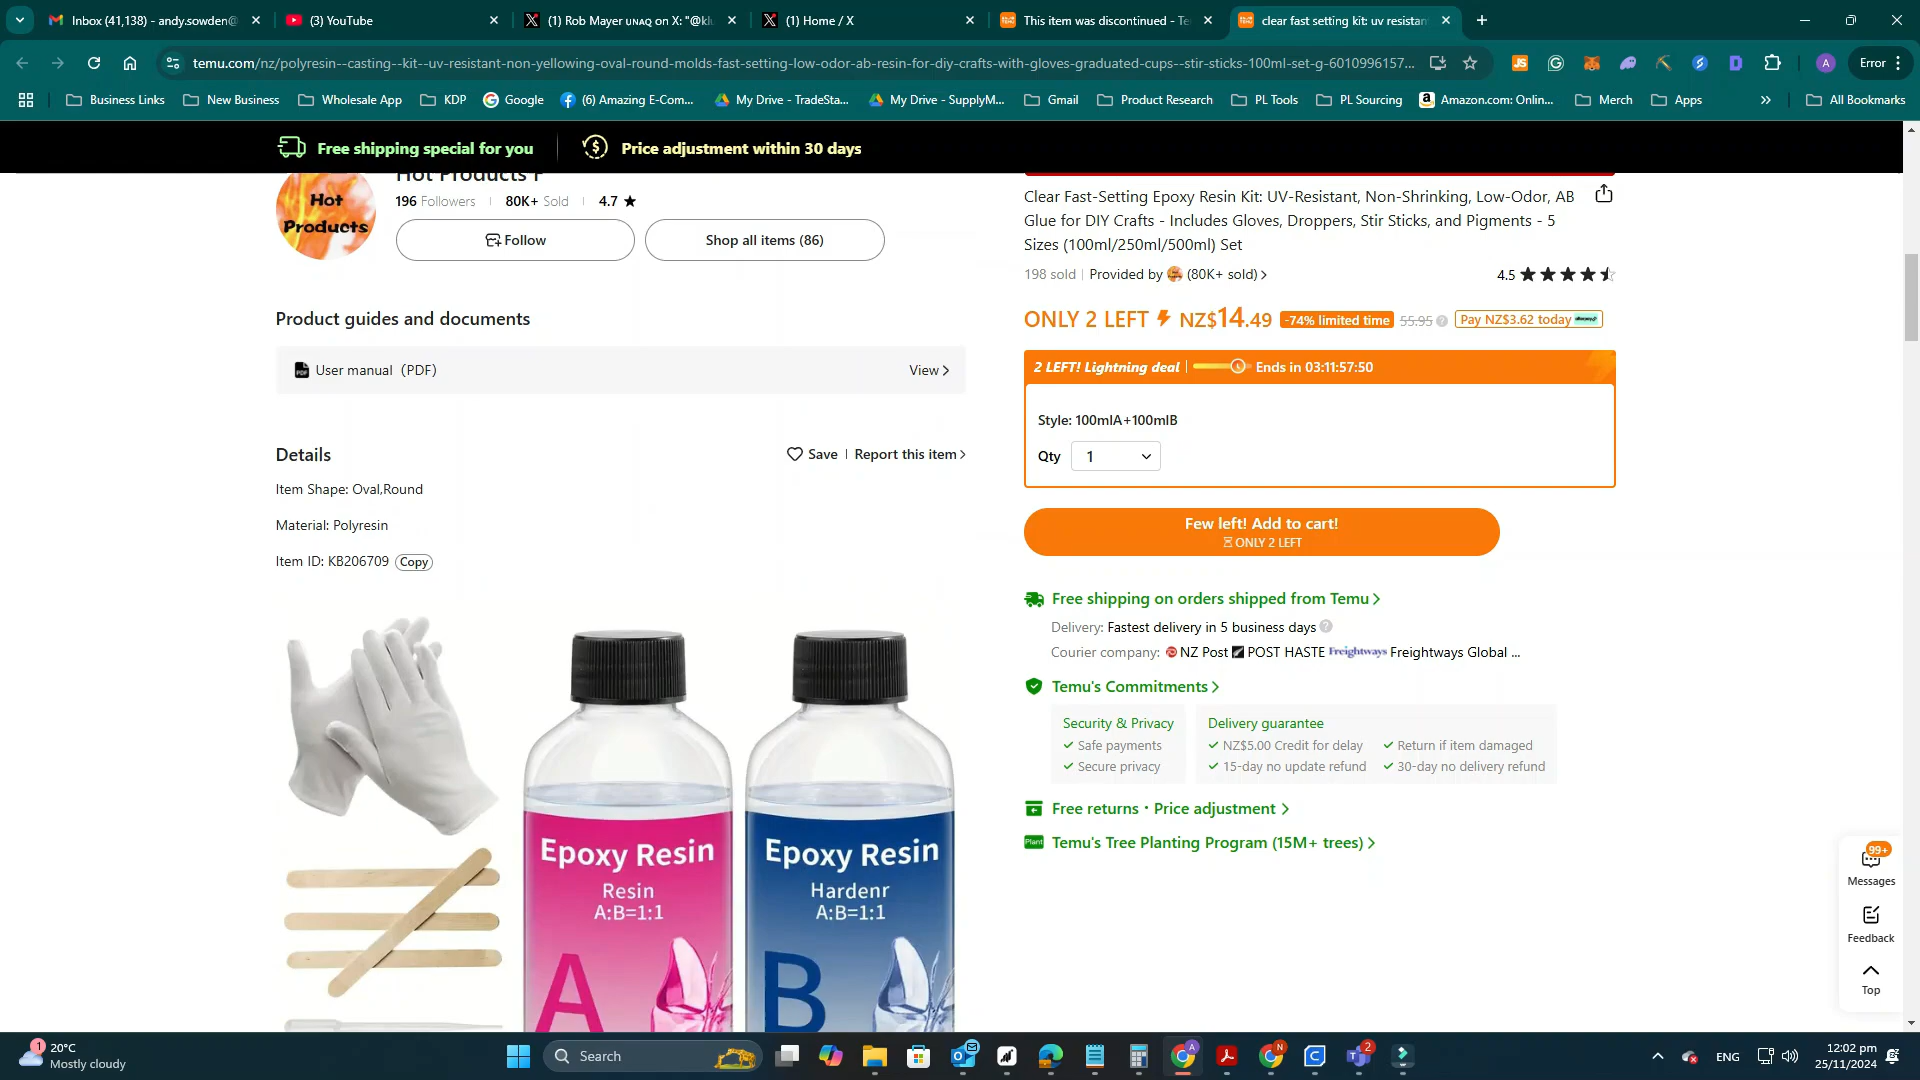 Inbox (41,138) - andy.sowden@
(3) YouTube
(1) Rob Mayer ᴜɴᴀQ on X: "@kl
(1) Home / X
This item was discontinued - Te
clear fast setting kit: uv resistan
temu.com/nz/polyresin--casting--kit--uv-resistant-non-yellowing-oval-round-molds-fast-setting-low-odor-ab-resin-for-diy-crafts-with-gloves-graduated-cups--stir-sticks-100ml-set-g-6010996157...
A
Error
Business Links
New Business
Wholesale App
KDP
Google
(6) Amazing E-Com...
My Drive - TradeSta...
My Drive - SupplyM...
Gmail
Product Research
PL Tools
PL Sourcing
Amazon.com: Onlin...
Merch
Apps
All Bookmarks
Free shipping special for you
Price adjustment within 30 days
Hot Products F
Hot
Products
196 Followers
80K+ Sold
4.7 ★
Follow
Shop all items (86)
Product guides and documents
User manual（PDF）
View
Details
Save
Report this item
Item Shape: Oval,Round
Material: Polyresin
Item ID: KB206709
Copy
Epoxy Resin
Resin
A:B=1:1
A
Epoxy Resin
Hardenr
A:B=1:1
B
Clear Fast-Setting Epoxy Resin Kit: UV-Resistant, Non-Shrinking, Low-Odor, AB
Glue for DIY Crafts - Includes Gloves, Droppers, Stir Sticks, and Pigments - 5
Sizes (100ml/250ml/500ml) Set
198 sold
Provided by (80K+ sold)
4.5
ONLY 2 LEFT NZ$14.49 -74% limited time 55.95 Pay NZ$3.62 today
2 LEFT! Lightning deal Ends in 03:11:57:50
Style: 100mlA+100mlB
Qty 1
Few left! Add to cart!
ONLY 2 LEFT
Free shipping on orders shipped from Temu
Delivery: Fastest delivery in 5 business days
Courier company: NZ Post POST HASTE Freightways Freightways Global ...
Temu's Commitments
Security & Privacy
Safe payments
Secure privacy
Delivery guarantee
NZ$5.00 Credit for delay
Return if item damaged
15-day no update refund
30-day no delivery refund
Free returns · Price adjustment
Plant
Temu's Tree Planting Program (15M+ trees)
99+
Messages
Feedback
Top
1
20°C
Mostly cloudy
Search
2
ENG
12:02 pm
25/11/2024